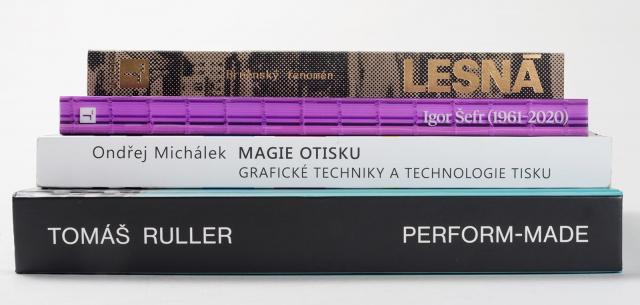 Brněnský fenomén LESNÁ
Igor Šefr (1961–2020)
Ondřej Michálek MAGIE OTISKU
GRAFICKÉ TECHNIKY A TECHNOLOGIE TISKU
TOMÁŠ RULLER PERFORM-MADE